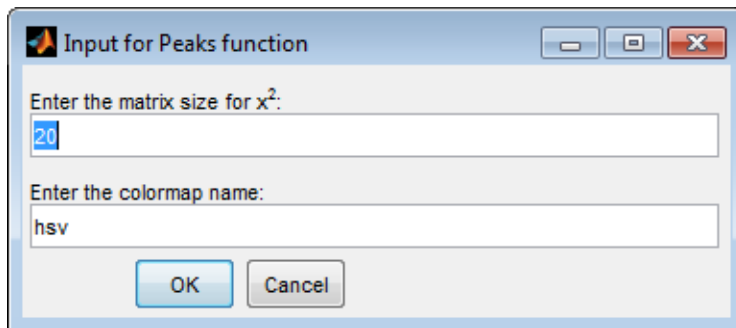 Input for Peaks function
Enter the matrix size for x²:
20
Enter the colormap name:
hsv
OK Cancel